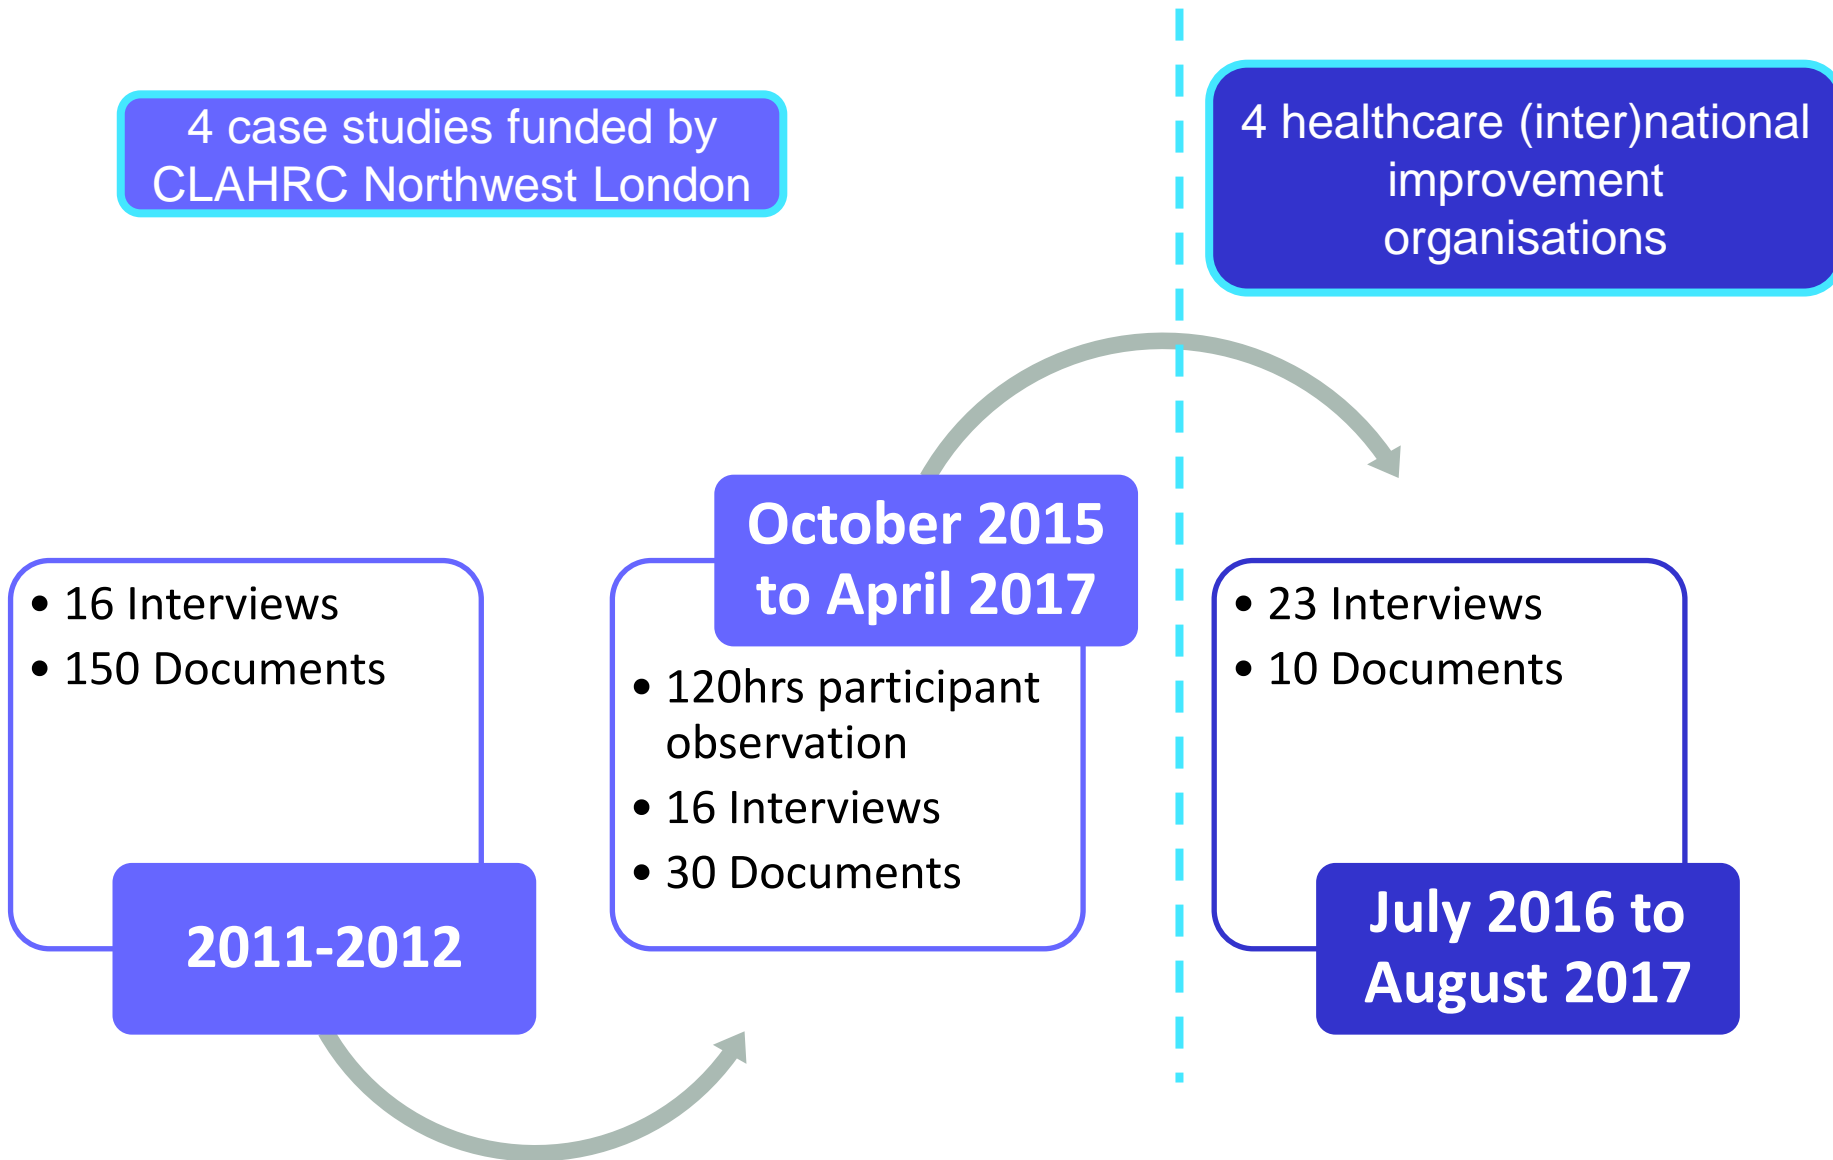 4 case studies funded by
CLAHRC Northwest London
4 healthcare (inter)national
improvement
organisations
• 16 Interviews
• 150 Documents
2011-2012
October 2015
to April 2017
• 120hrs participant
observation
• 16 Interviews
• 30 Documents
• 23 Interviews
• 10 Documents
July 2016 to
August 2017